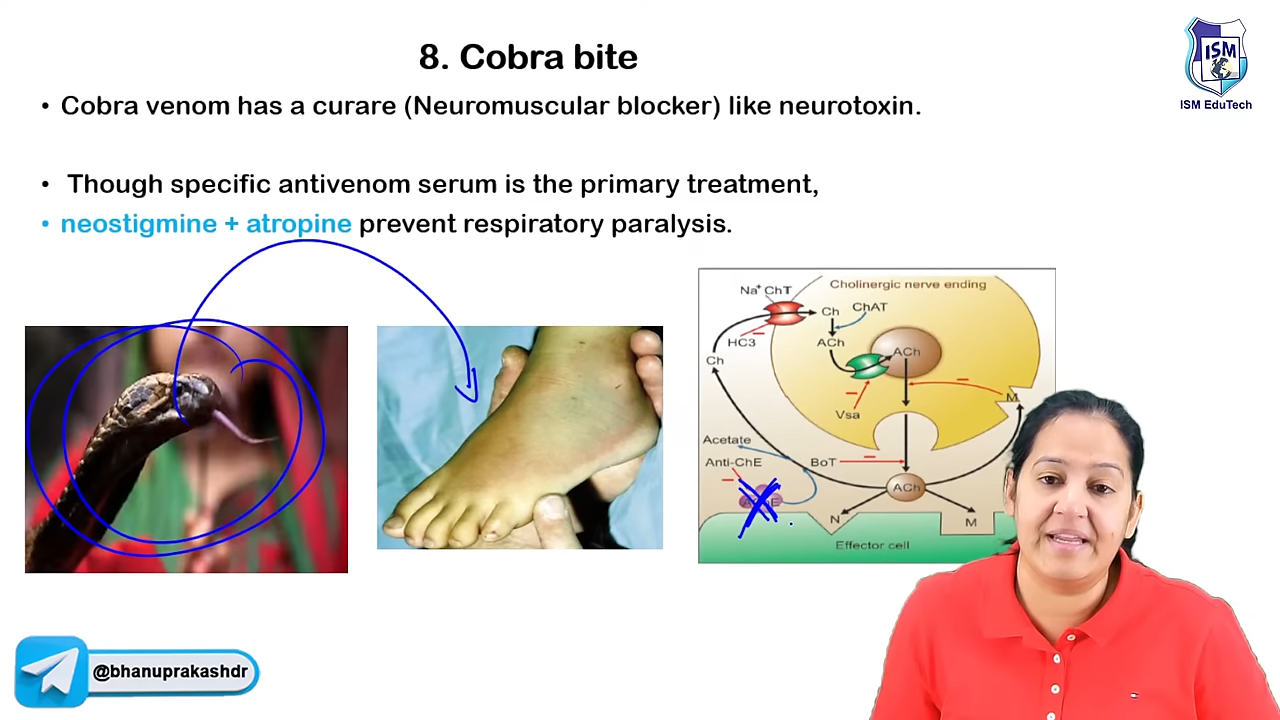 8. Cobra bite
ISM
ISM EduTech
• Cobra venom has a curare (Neuromuscular blocker) like neurotoxin.
• Though specific antivenom serum is the primary treatment,
• neostigmine + atropine prevent respiratory paralysis.
Cholinergic nerve ending
Na+ ChT
Ch
ChAT
HC3
ACh
Ch
ACh
Vsa
M
Acetate
Anti-ChE
BoT
ACh
N
M
Effector cell
@bhanuprakashdr